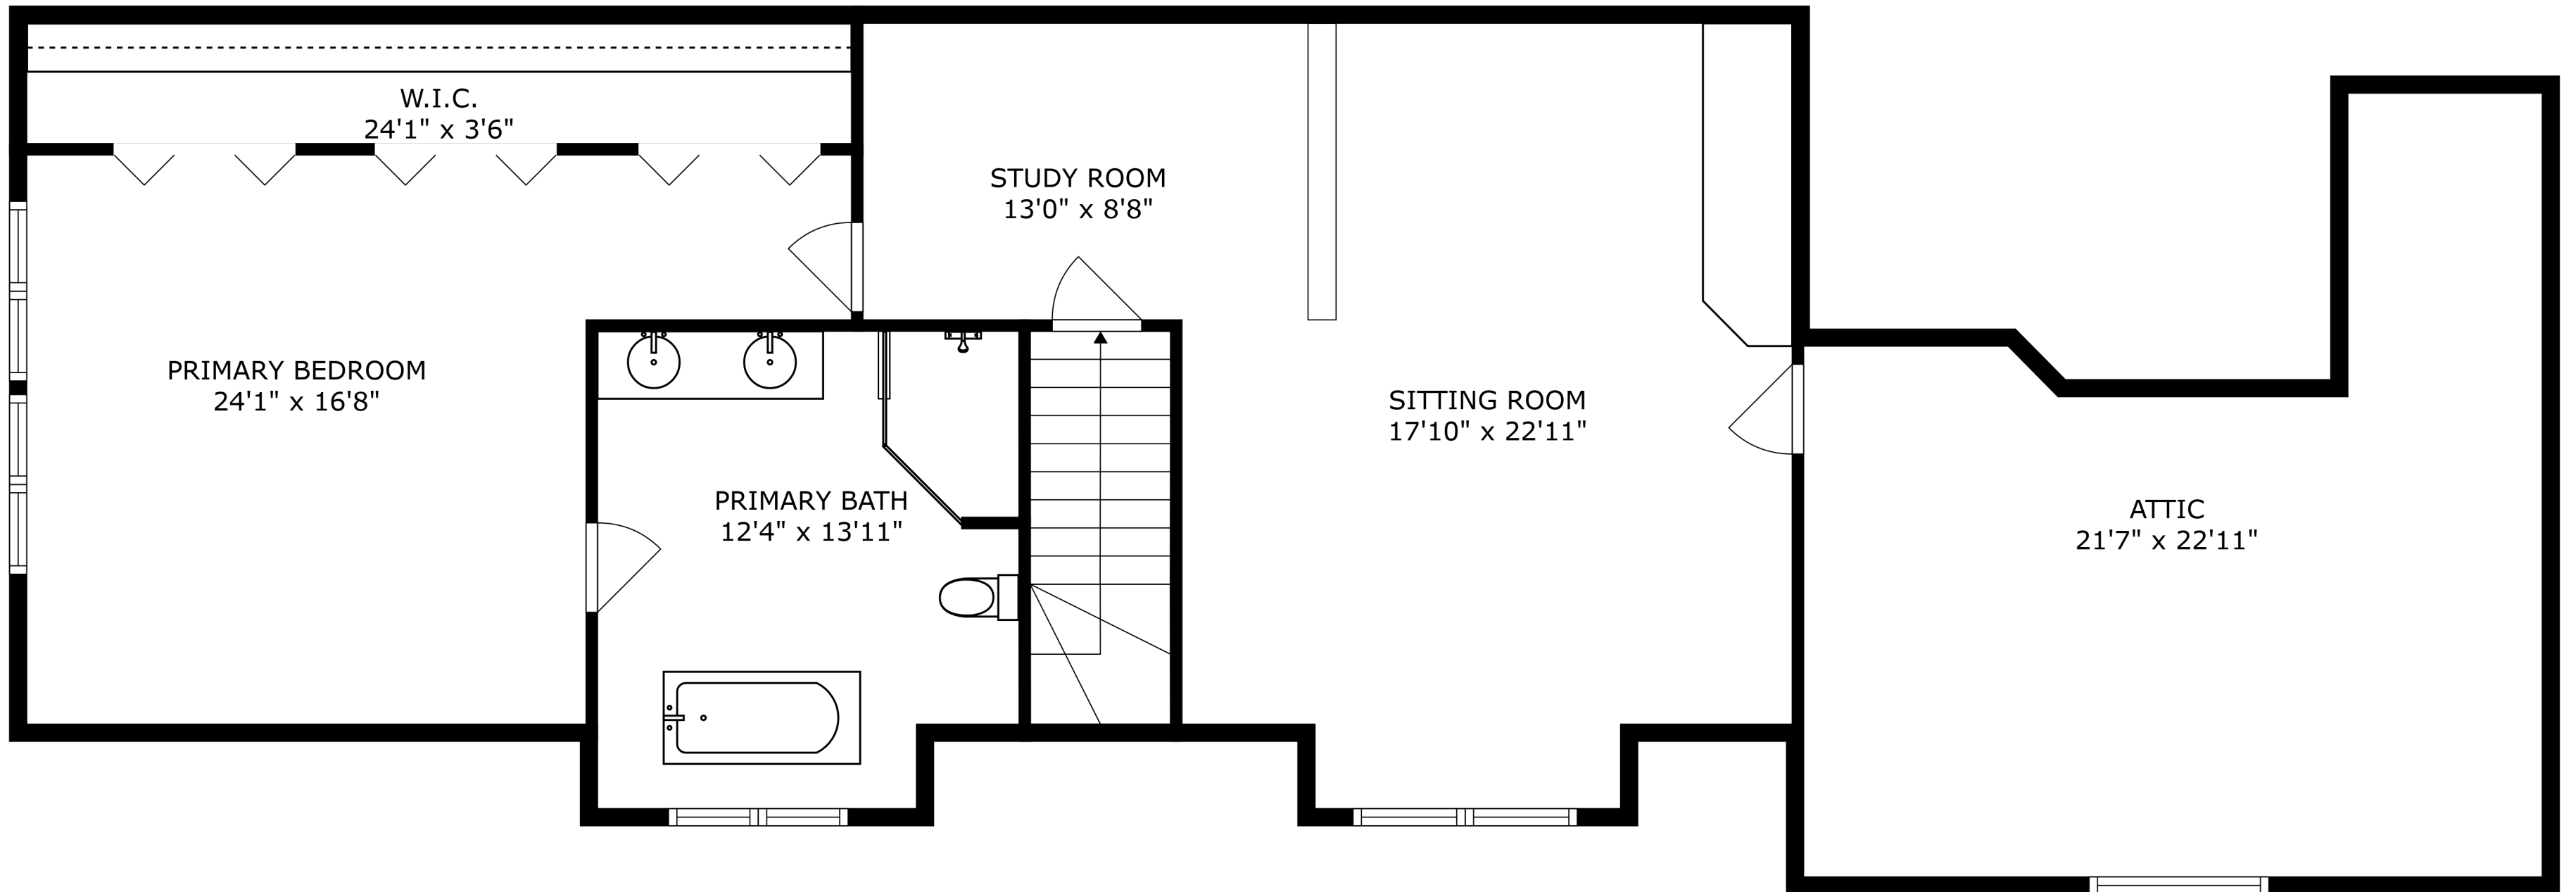 W.I.C.
24'1" x 3'6"
STUDY ROOM
13'0" x 8'8"
PRIMARY BEDROOM
24'1" x 16'8"
SITTING ROOM
17'10" x 22'11"
PRIMARY BATH
12'4" x 13'11"
ATTIC
21'7" x 22'11"